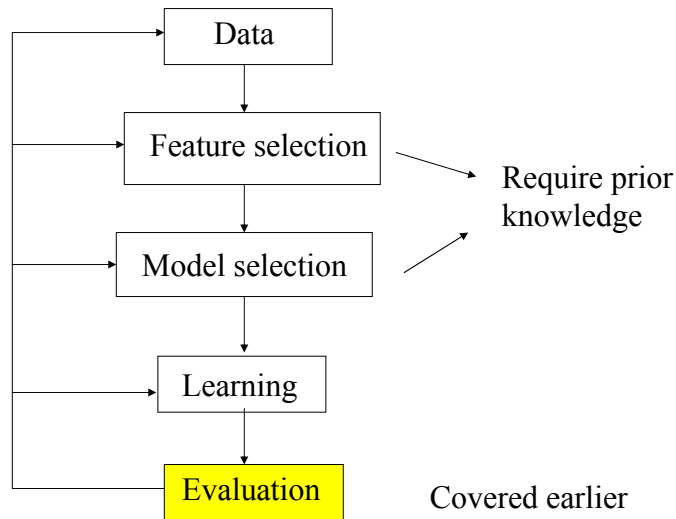 Data
Feature selection
Require prior
knowledge
Model selection
Learning
Evaluation
Covered earlier